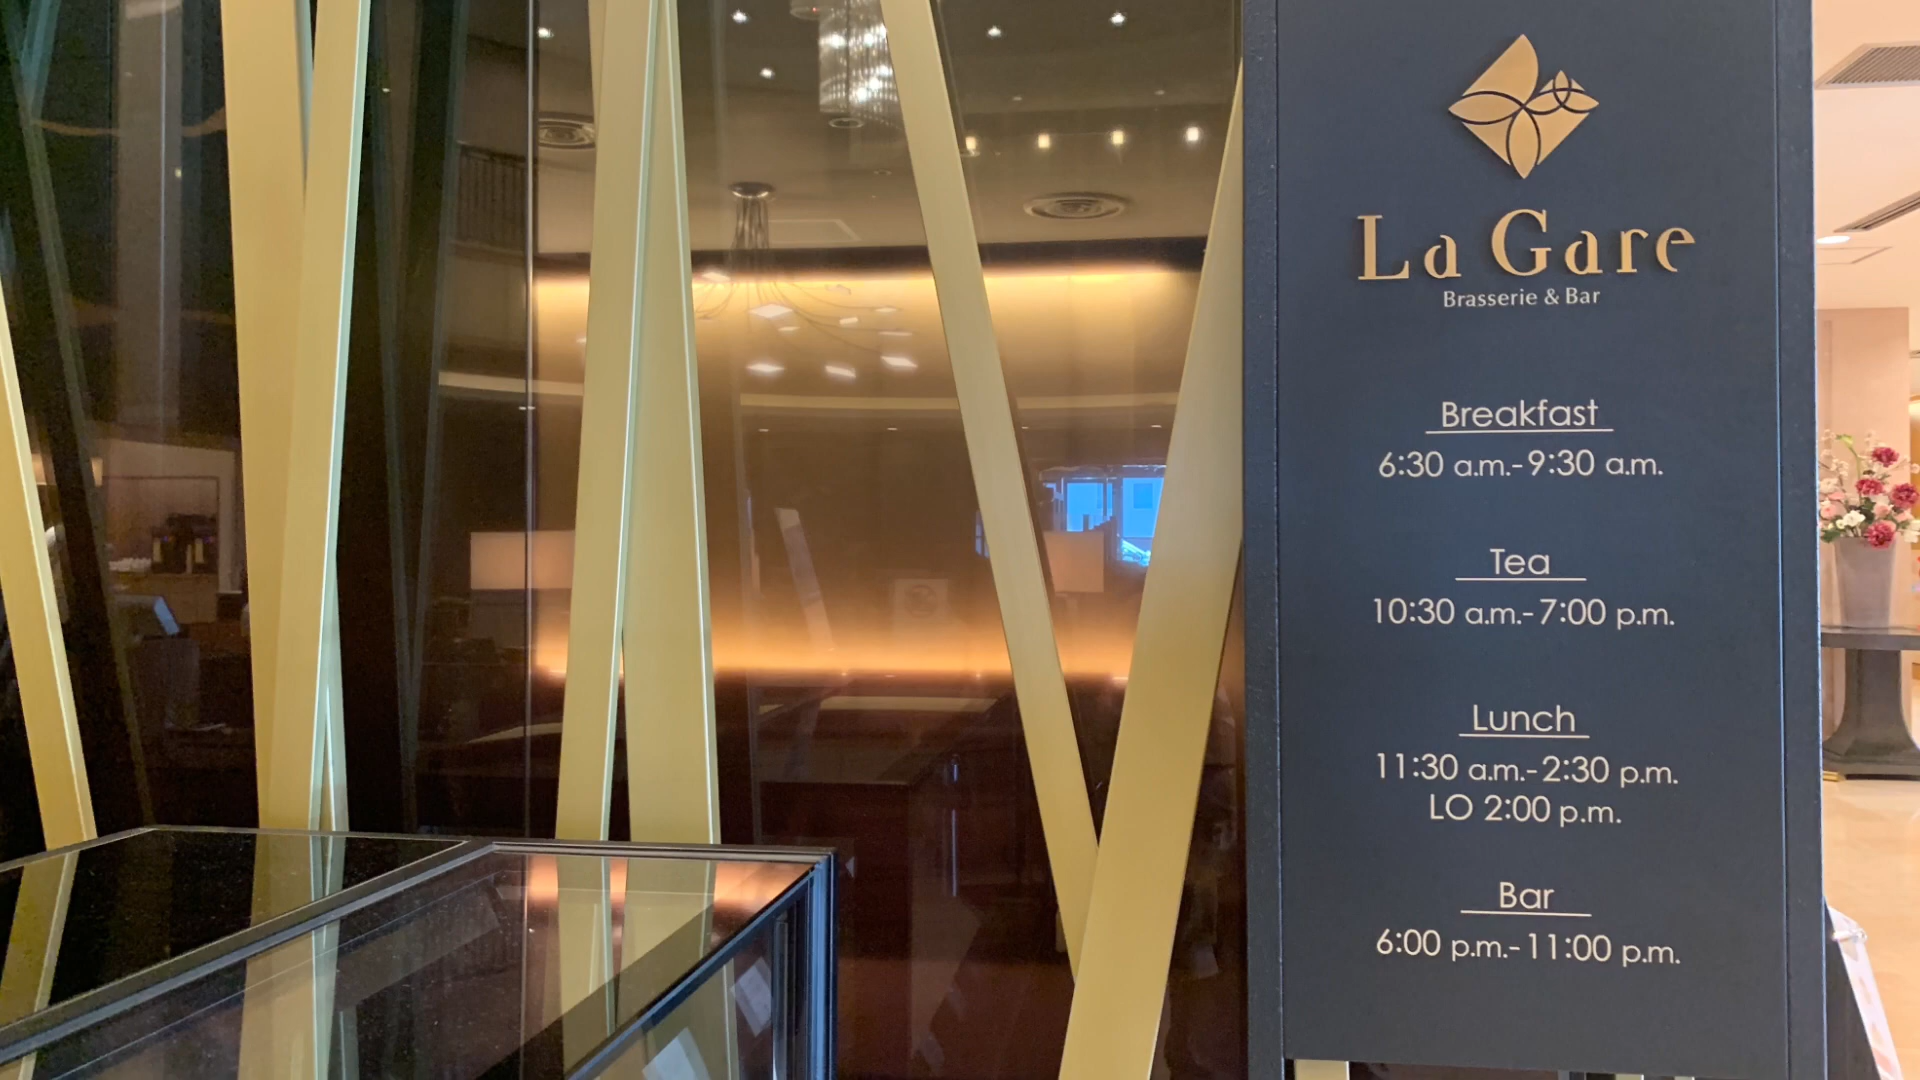 La Gare
Brasserie & Bar
Breakfast
6:30 a.m.-9:30 a.m.
Tea
10:30 a.m.-7:00 p.m.
Lunch
11:30 a.m.-2:30 p.m.
LO 2:00 p.m.
Bar
6:00 p.m.-11:00 p.m.